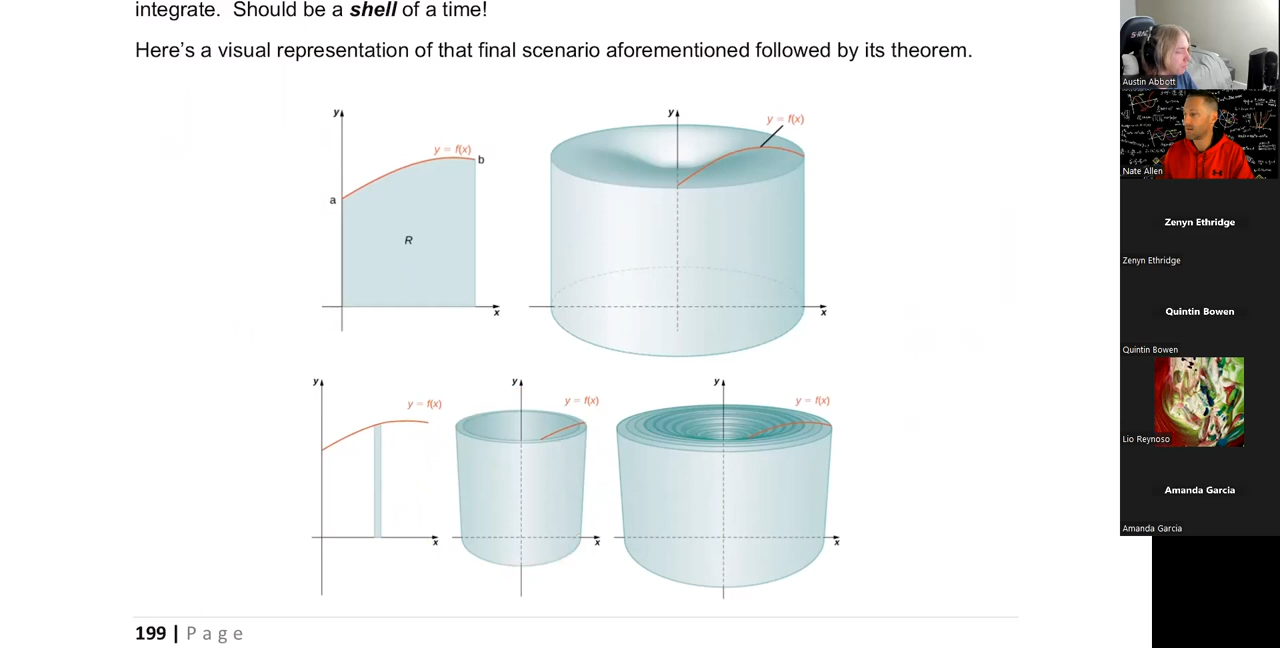 integrate. Should be a shell of a time!
Here's a visual representation of that final scenario aforementioned followed by its theorem.
y
y = f(x)
b
a
R
x
y
y = f(x)
x
y
y = f(x)
x
y
y = f(x)
x
y
y = f(x)
x
199 | Page
Austin Abbott
Nate Allen
Zenyn Ethridge
Zenyn Ethridge
Quintin Bowen
Quintin Bowen
Lio Reynoso
Amanda Garcia
Amanda Garcia